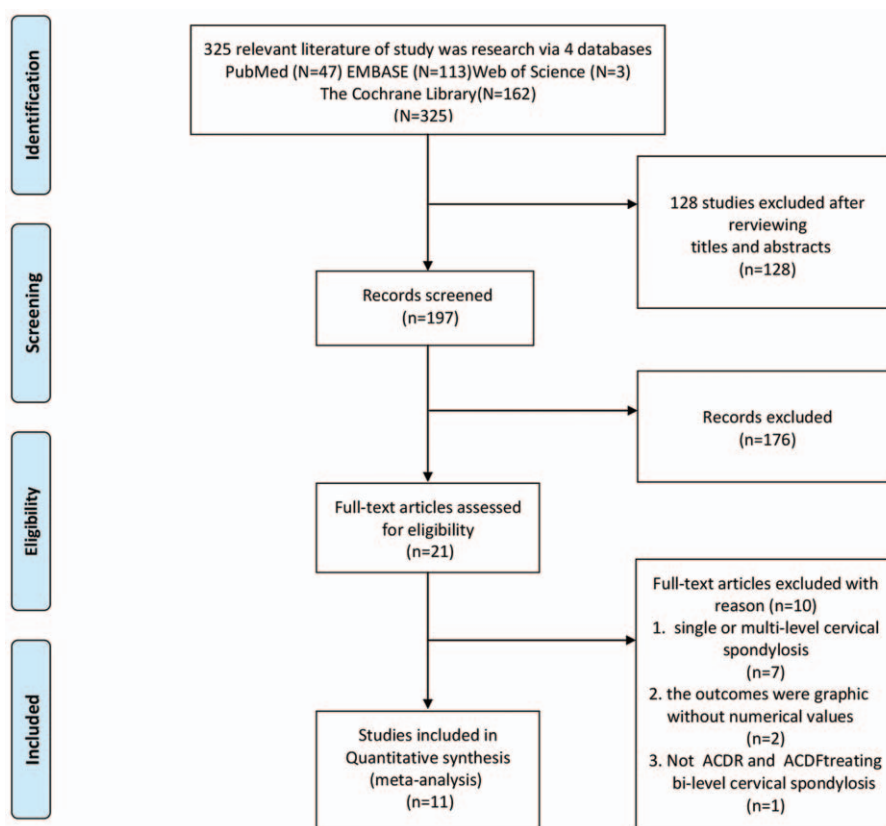 Identification
325 relevant literature of study was research via 4 databases
PubMed (N=47) EMBASE (N=113)Web of Science (N=3)
The Cochrane Library(N=162)
(N=325)
128 studies excluded after
rerviewing
titles and abstracts
(n=128)
Screening
Records screened
(n=197)
Records excluded
(n=176)
Eligibility
Full-text articles assessed
for eligibility
(n=21)
Full-text articles excluded with
reason (n=10)
1. single or multi-level cervical
spondylosis
(n=7)
2. the outcomes were graphic
without numerical values
(n=2)
3. Not ACDR and ACDFtreating
bi-level cervical spondylosis
(n=1)
Included
Studies included in
Quantitative synthesis
(meta-analysis)
(n=11)